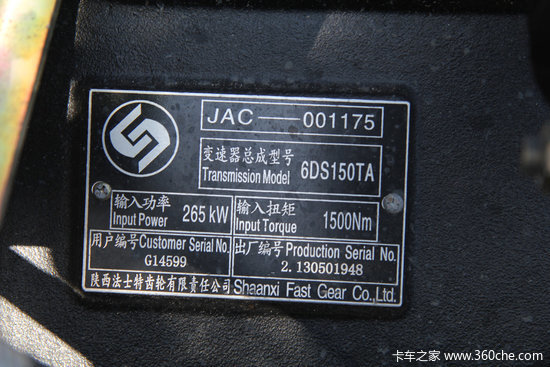 JAC——001175
变速器总成型号
Transmission Model 6DS150TA
输入功率 输入扭矩
Input Power 265kW Input Torque 1500Nm
用户编号Customer Serial No. 出厂编号Production Serial No.
G14599 2.130501948
陕西法士特齿轮有限责任公司 Shaanxi Fast Gear Co.,Ltd.
卡车之家 www.360che.com